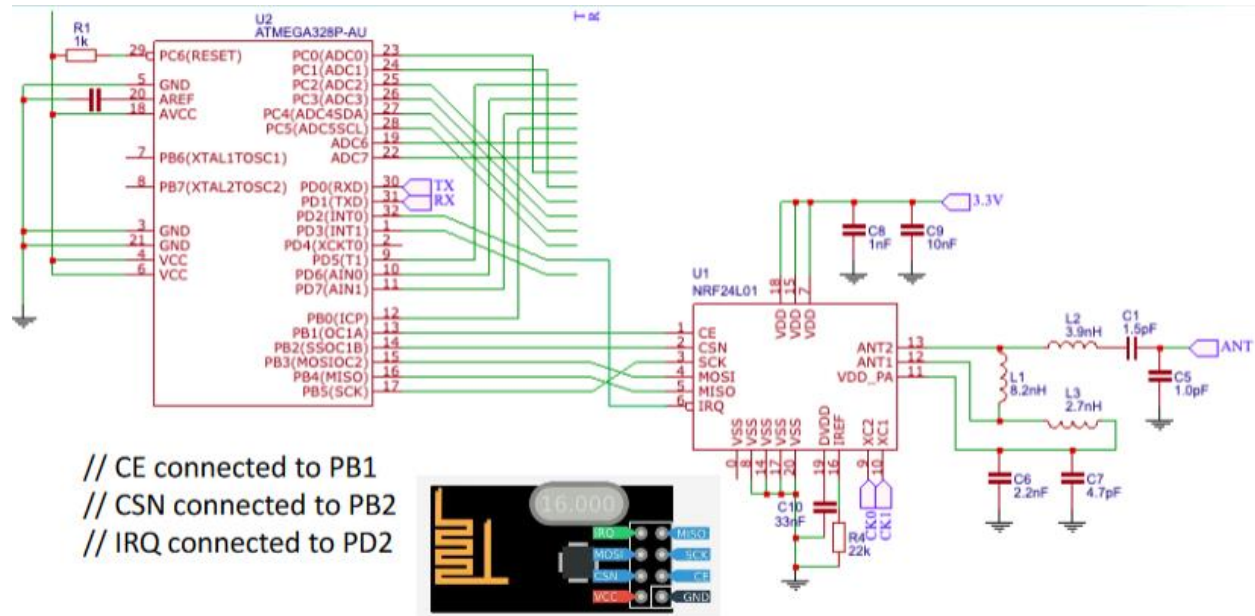 T
R
R1
1k
U2
ATMEGA328P-AU
29 PC6(RESET)
5 GND
20 AREF
18 AVCC
7 PB6(XTAL1TOSC1)
8 PB7(XTAL2TOSC2)
3 GND
21 GND
4 VCC
6 VCC
PC0(ADC0) 23
PC1(ADC1) 24
PC2(ADC2) 25
PC3(ADC3) 26
PC4(ADC4SDA) 27
PC5(ADC5SCL) 28
ADC6 19
ADC7 22
PD0(RXD) 30 TX
PD1(TXD) 31 RX
PD2(INT0) 32
PD3(INT1) 1
PD4(XCKT0) 2
PD5(T1) 9
PD6(AIN0) 10
PD7(AIN1) 11
PB0(ICP) 12
PB1(OC1A) 13
PB2(SSOC1B) 14
PB3(MOSIOC2) 15
PB4(MISO) 16
PB5(SCK) 17
3.3V
C8
1nF
C9
10nF
U1
NRF24L01
18 VDD
15 VDD
7 VDD
1 CE
2 CSN
3 SCK
4 MOSI
5 MISO
6 IRQ
ANT2 13
ANT1 12
VDD_PA 11
VSS 0
VSS 8
VSS 14
VSS 17
VSS 20
DVDD 19
IREF 16
XC2 9
XC1 10
L2
3.9nH
C1
1.5pF
ANT
L1
8.2nH
C5
1.0pF
L3
2.7nH
C6
2.2nF
C7
4.7pF
C10
33nF
CK0
CK1
R4
22k
// CE connected to PB1
// CSN connected to PB2
// IRQ connected to PD2
16.000
IRQ MISO
MOSI SCK
CSN CE
VCC GND